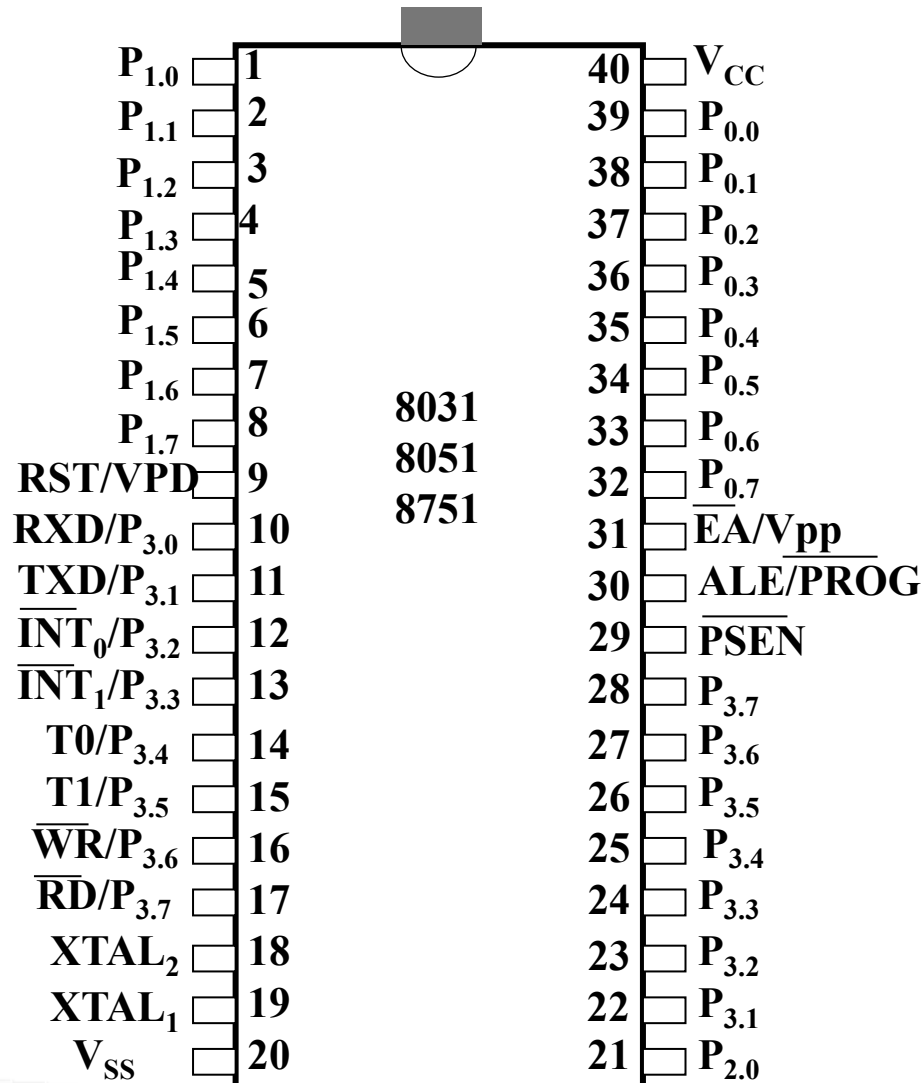 P1.0 1 40 VCC
P1.1 2 39 P0.0
P1.2 3 38 P0.1
P1.3 4 37 P0.2
P1.4 5 36 P0.3
P1.5 6 35 P0.4
P1.6 7 34 P0.5
P1.7 8 33 P0.6
RST/VPD 9 32 P0.7
RXD/P3.0 10 31 EA/Vpp
TXD/P3.1 11 30 ALE/PROG
INT0/P3.2 12 29 PSEN
INT1/P3.3 13 28 P3.7
T0/P3.4 14 27 P3.6
T1/P3.5 15 26 P3.5
WR/P3.6 16 25 P3.4
RD/P3.7 17 24 P3.3
XTAL2 18 23 P3.2
XTAL1 19 22 P3.1
VSS 20 21 P2.0
8031
8051
8751